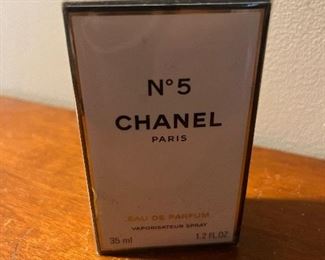 N°5
CHANEL
PARIS
EAU DE PARFUM
VAPORISATEUR SPRAY
35 ml 1.2 FL.OZ.